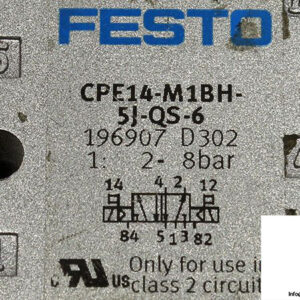 FESTO
CPE14-M1BH-
5J-QS-6
196907 D302
1: 2- 8bar
14 4 2 12
84 5 1 3 82
Only for use in
US class 2 circuit